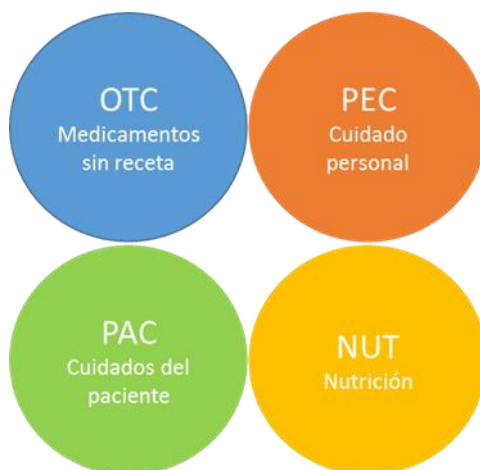 OTC
Medicamentos
sin receta
PEC
Cuidado
personal
PAC
Cuidados del
paciente
NUT
Nutrición